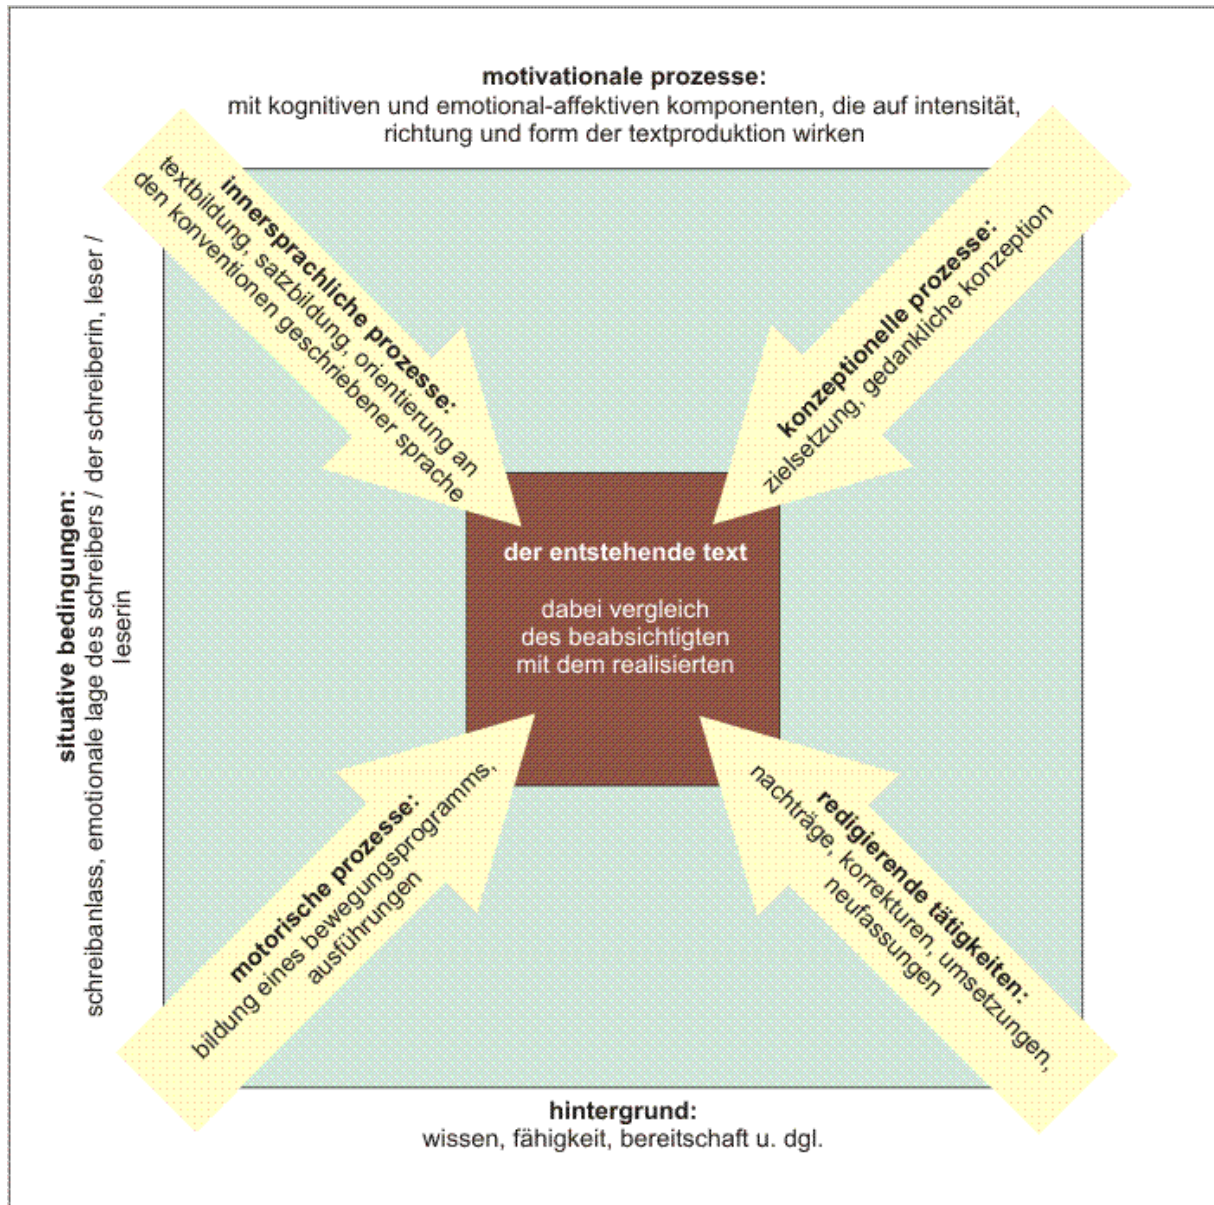 motivationale prozesse:
mit kognitiven und emotional-affektiven komponenten, die auf intensität,
richtung und form der textproduktion wirken
innersprachliche prozesse:
textbildung, satzbildung, orientierung an
den konventionen geschriebener sprache
konzeptionelle prozesse:
zielsetzung, gedankliche konzeption
situative bedingungen:
schreibanlass, emotionale lage des schreibers / der schreiberin, leser /
leserin
der entstehende text
dabei vergleich
des beabsichtigten
mit dem realisierten
motorische prozesse:
bildung eines bewegungsprogramms,
ausführungen
redigierende tätigkeiten:
nachträge, korrekturen, umsetzungen,
neufassungen
hintergrund:
wissen, fähigkeit, bereitschaft u. dgl.